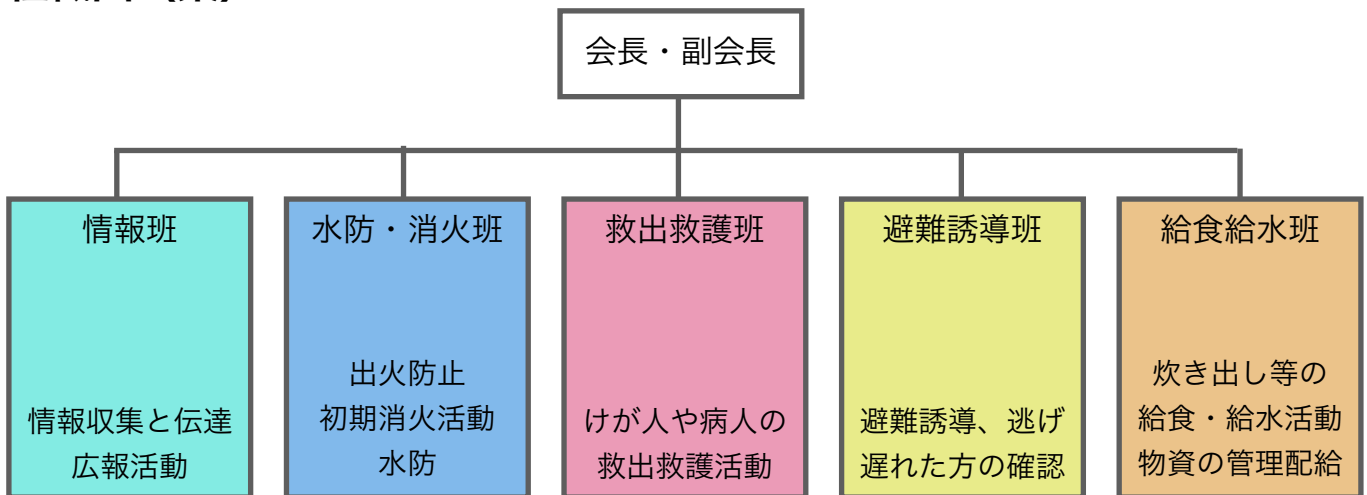 会長・副会長
情報班
水防・消火班
救出救護班
避難誘導班
給食給水班
情報収集と伝達
広報活動
出火防止
初期消火活動
水防
けが人や病人の
救出救護活動
避難誘導、逃げ
遅れた方の確認
炊き出し等の
給食・給水活動
物資の管理配給